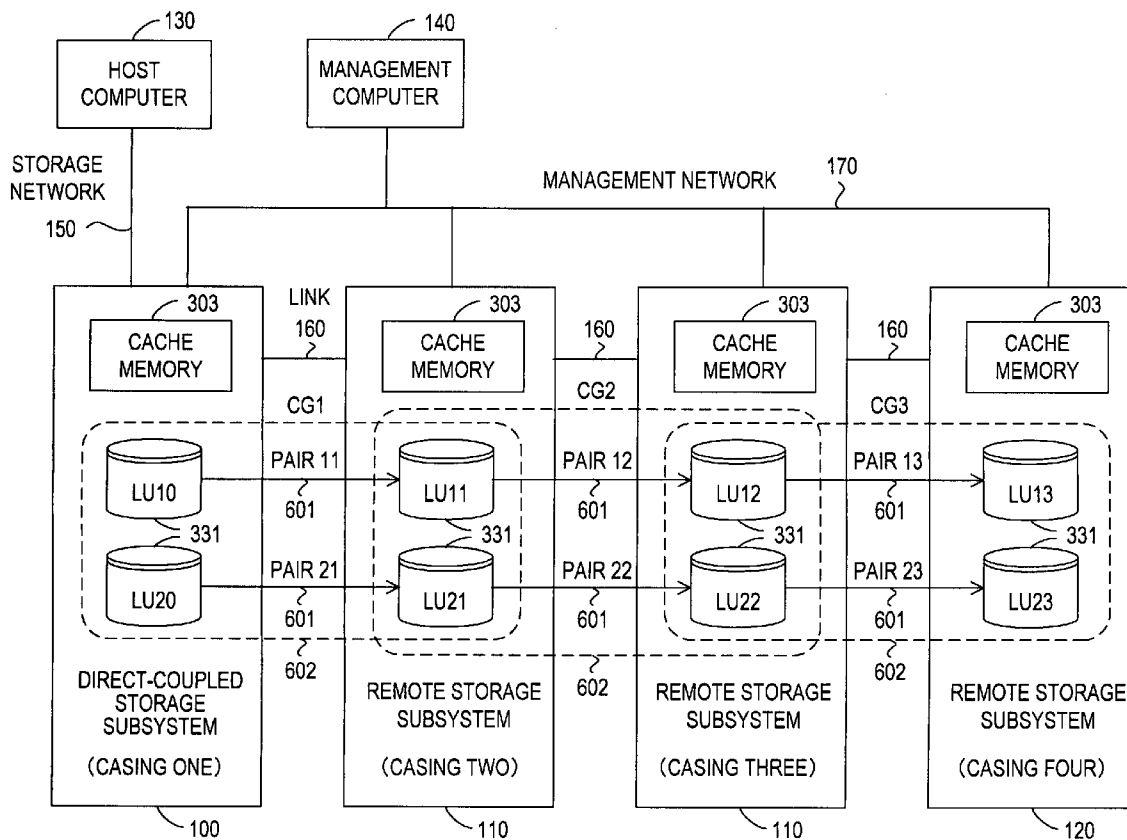 130
140
HOST
COMPUTER
MANAGEMENT
COMPUTER
STORAGE
NETWORK
150
MANAGEMENT NETWORK
170
LINK
303
CACHE
MEMORY
160
303
CACHE
MEMORY
160
303
CACHE
MEMORY
160
303
CACHE
MEMORY
CG1
CG2
CG3
LU10
PAIR 11
601
LU11
PAIR 12
601
LU12
PAIR 13
601
LU13
331
331
331
331
LU20
PAIR 21
601
LU21
PAIR 22
601
LU22
PAIR 23
601
LU23
602
602
602
DIRECT-COUPLED
STORAGE
SUBSYSTEM
(CASING ONE)
REMOTE STORAGE
SUBSYSTEM
(CASING TWO)
REMOTE STORAGE
SUBSYSTEM
(CASING THREE)
REMOTE STORAGE
SUBSYSTEM
(CASING FOUR)
100
110
110
120